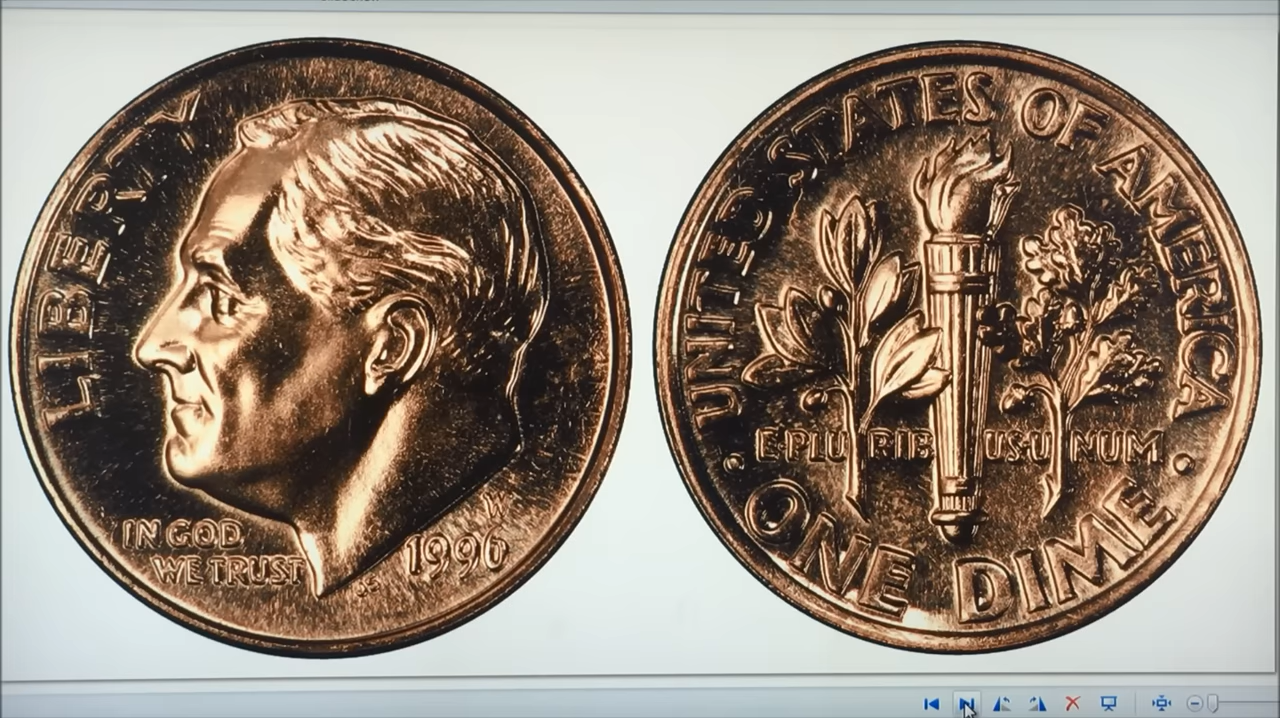 LIBERTY
IN GOD
WE TRUST
JS
W
1996
UNITED STATES OF AMERICA
E PLU RIB US U NUM
• ONE DIME •